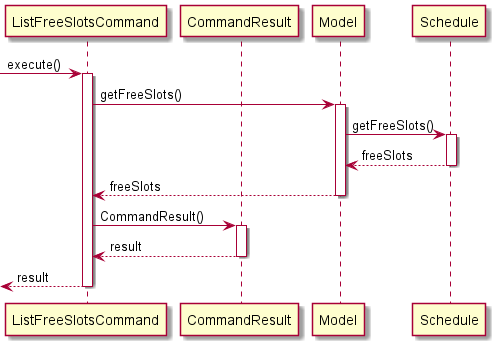 ListFreeSlotsCommand
CommandResult
Model
Schedule
execute()
getFreeSlots()
getFreeSlots()
freeSlots
freeSlots
CommandResult()
result
result
ListFreeSlotsCommand
CommandResult
Model
Schedule